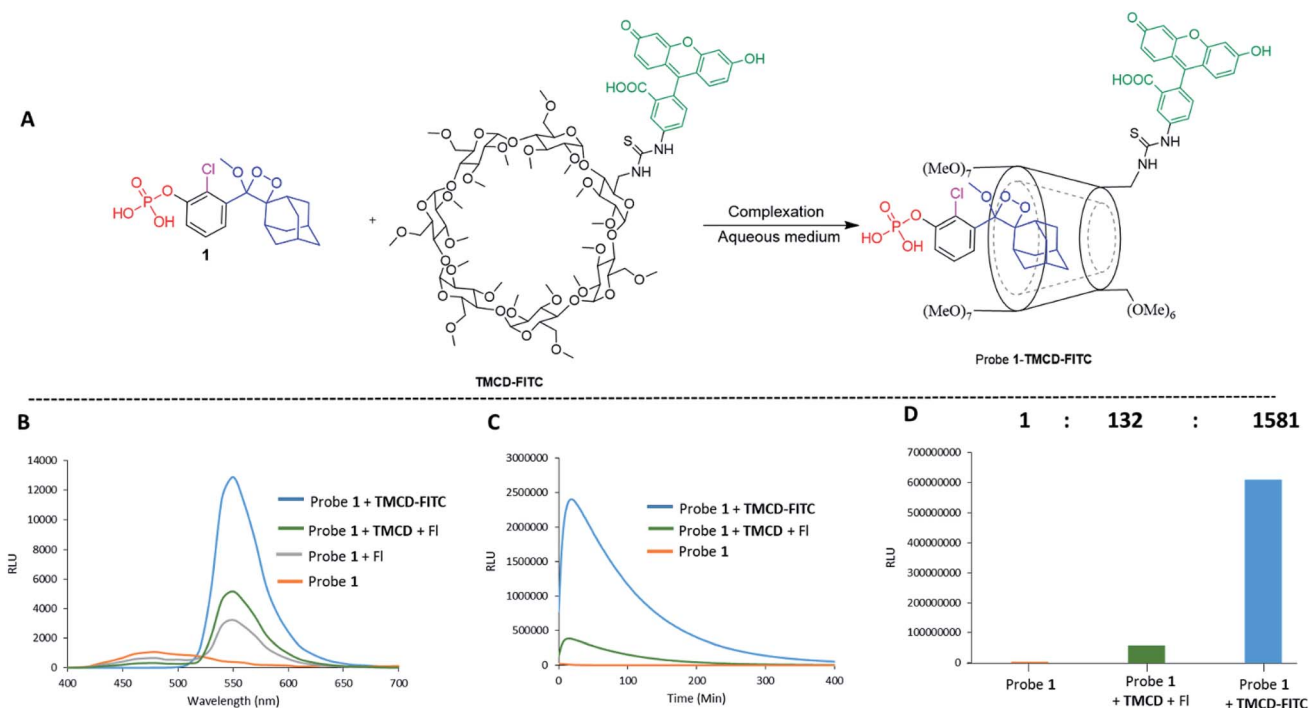 A
O
O
OH
HOOC
S
NH
NH
Cl
O
O
O
O
P
O
HO
OH
1
+
TMCD-FITC
Complexation
Aqueous medium
O
O
OH
HOOC
S
NH
NH
(MeO)7
Cl
O
O
O
O
P
O
HO
OH
(MeO)7
(OMe)6
Probe 1-TMCD-FITC
B
RLU
14000
12000
10000
8000
6000
4000
2000
0
400
450
500
550
600
650
700
Wavelength (nm)
Probe 1 + TMCD-FITC
Probe 1 + TMCD + Fl
Probe 1 + Fl
Probe 1
C
RLU
3000000
2500000
2000000
1500000
1000000
500000
0
0
100
200
300
400
Time (Min)
Probe 1 + TMCD-FITC
Probe 1 + TMCD + Fl
Probe 1
D
1 : 132 : 1581
RLU
700000000
600000000
500000000
400000000
300000000
200000000
100000000
0
Probe 1
Probe 1
+ TMCD + Fl
Probe 1
+ TMCD-FITC